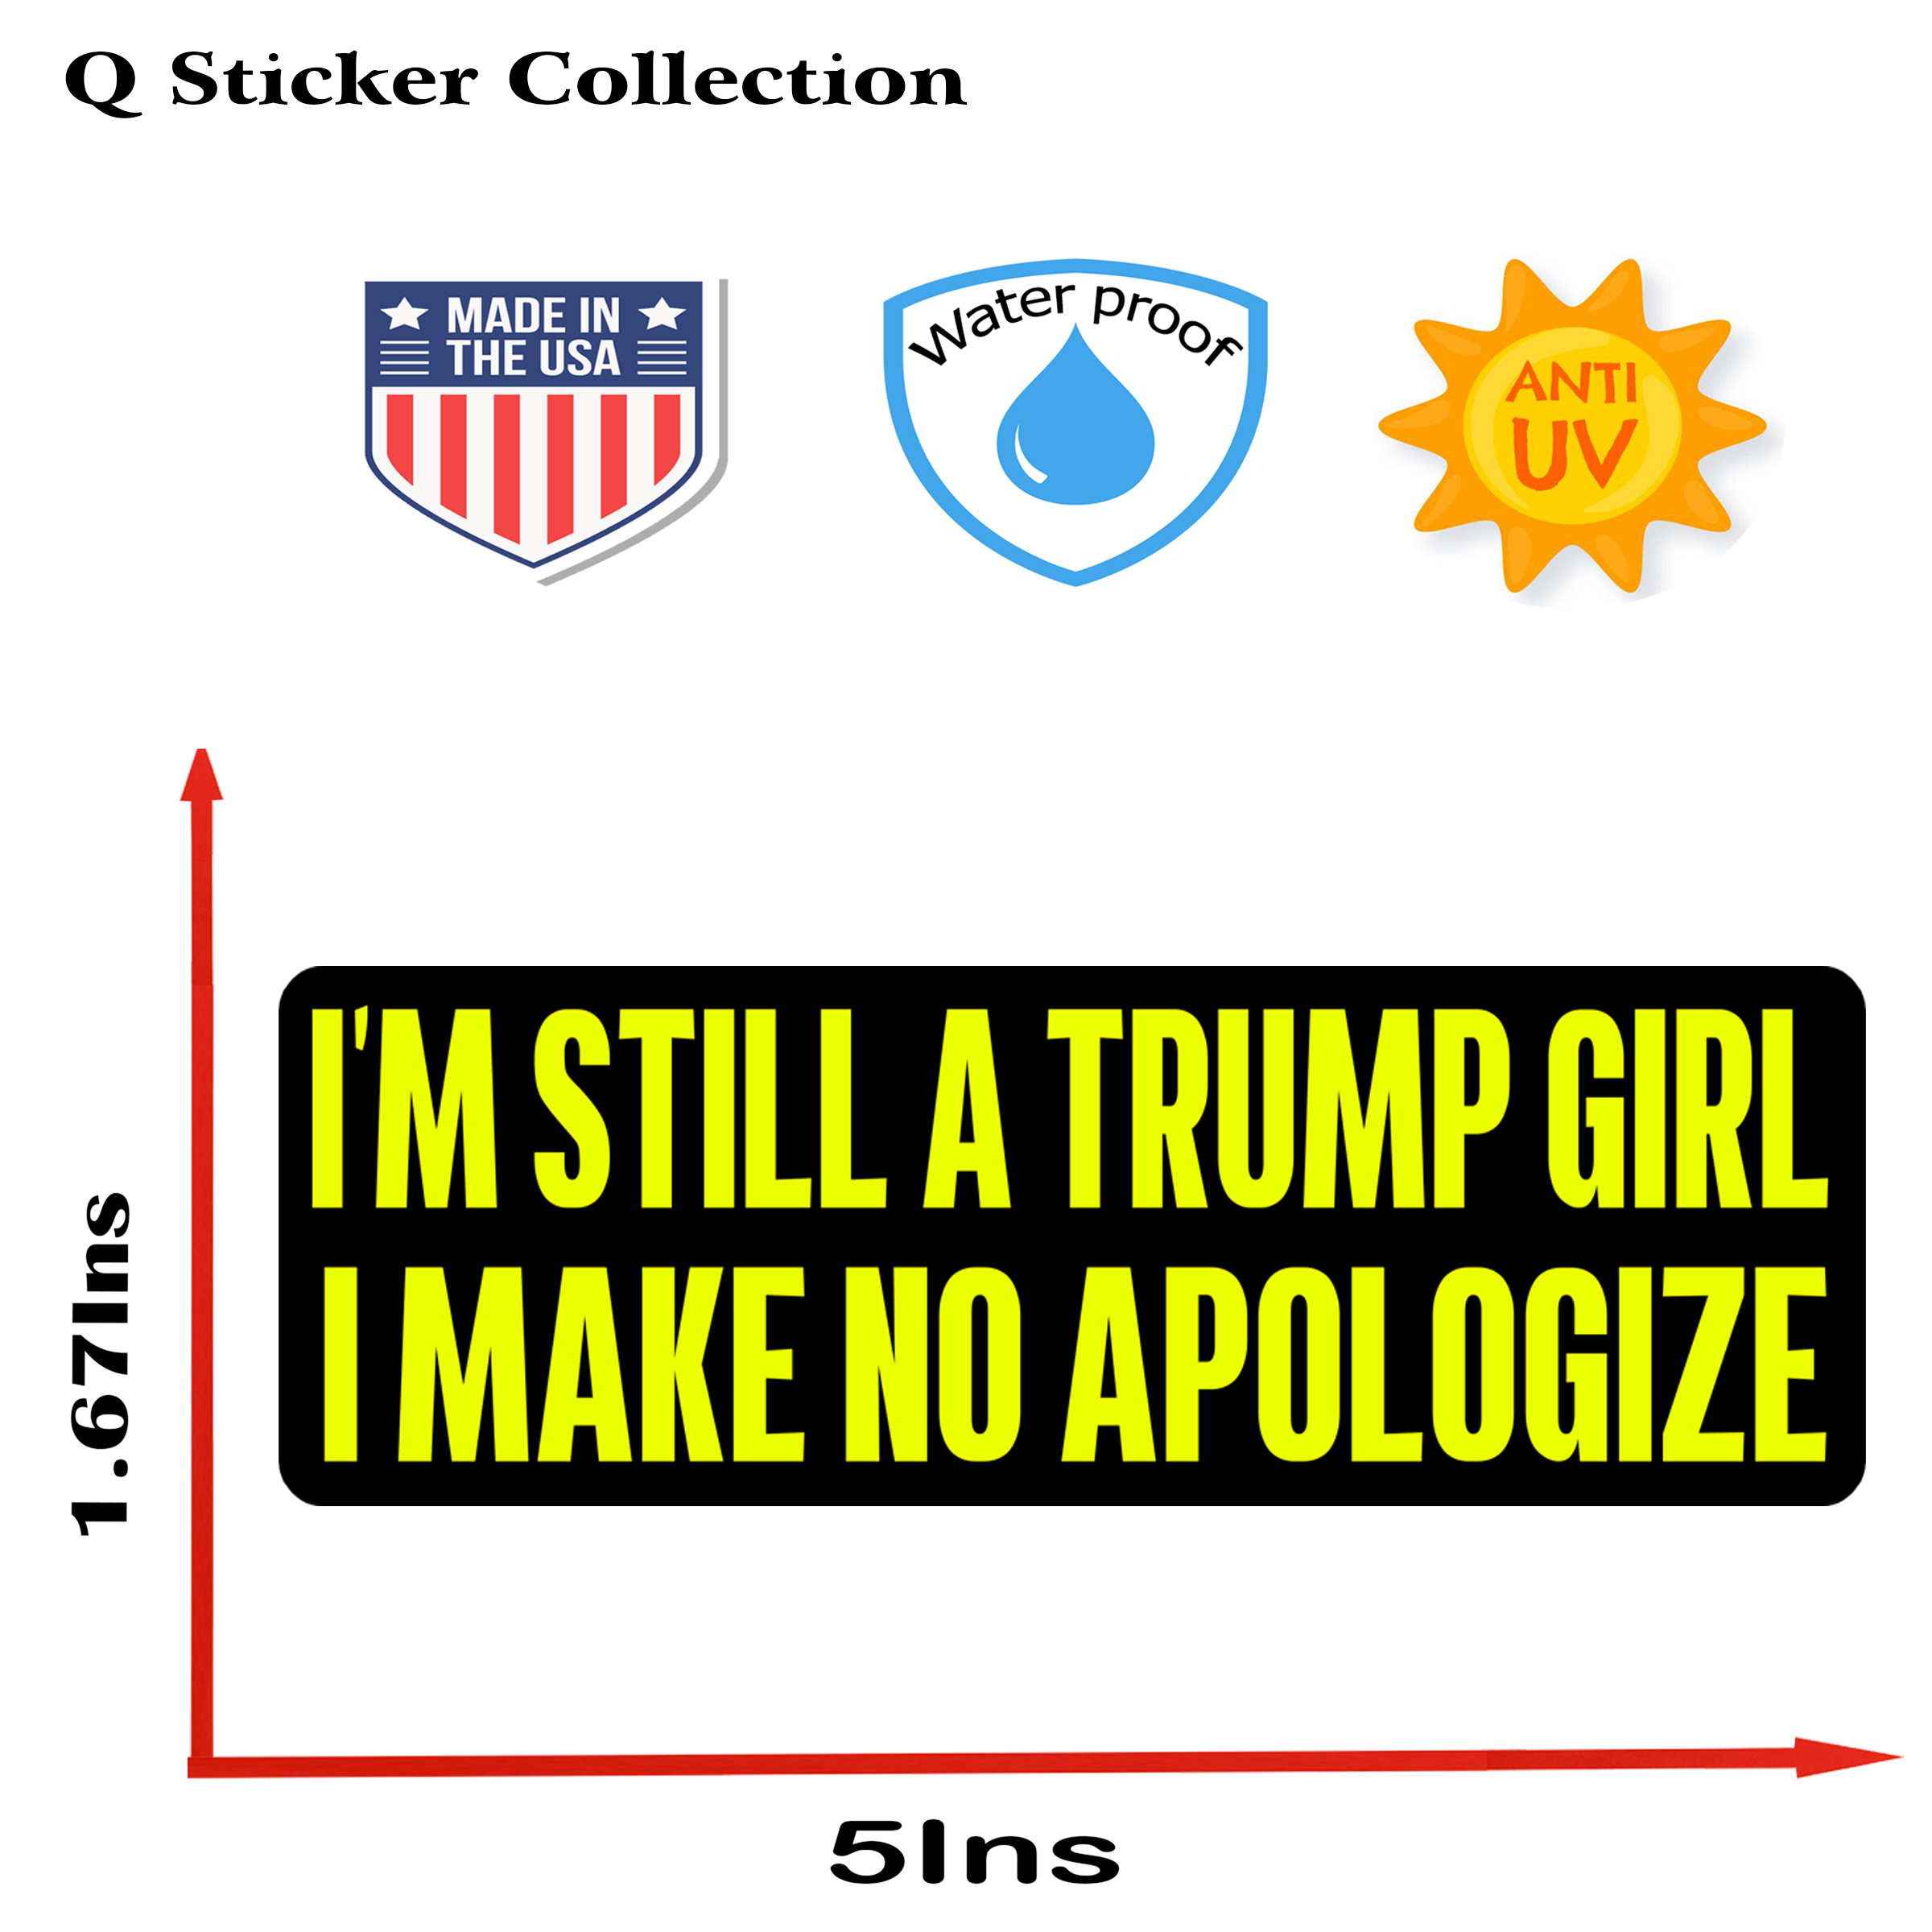 Q Sticker Collection
MADE IN
THE USA
Water proof
ANTI
UV
I'M STILL A TRUMP GIRL
I MAKE NO APOLOGIZE
1.67Ins
5Ins